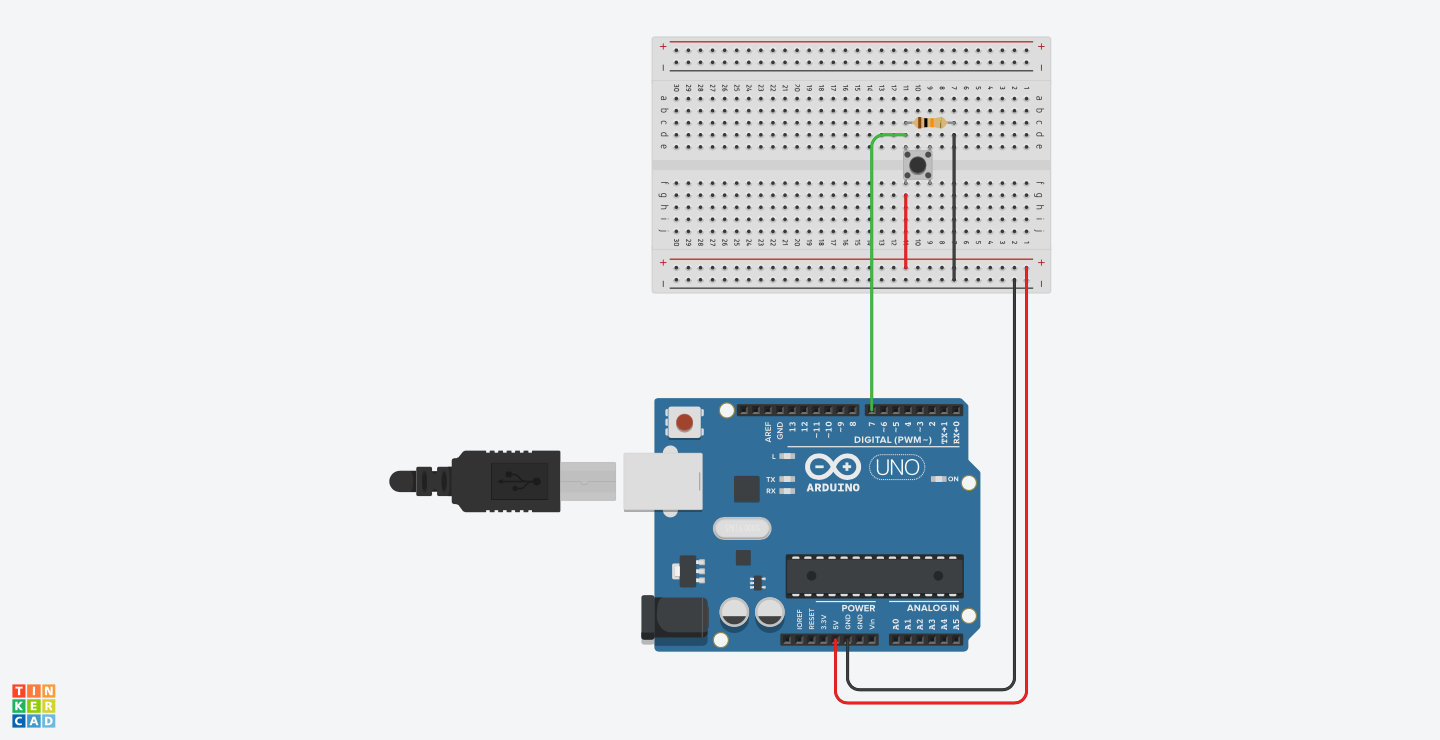 + +
− −
30 29 28 27 26 25 24 23 22 21 20 19 18 17 16 15 14 13 12 11 10 9 8 7 6 5 4 3 2 1
a a
b b
c c
d d
e e
f f
g g
h h
i i
j j
30 29 28 27 26 25 24 23 22 21 20 19 18 17 16 15 14 13 12 11 10 9 8 7 6 5 4 3 2 1
+ +
− −
AREF GND 13 12 ~11 ~10 ~9 8 7 ~6 ~5 4 ~3 2 TX→1 RX←0
DIGITAL (PWM~)
L
TX
RX
UNO
ON
ARDUINO
POWER ANALOG IN
IOREF RESET 3.3V 5V GND GND Vin A0 A1 A2 A3 A4 A5
TIN
KER
CAD